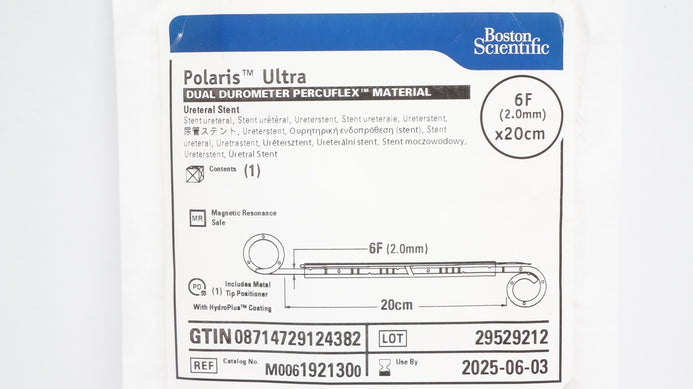 Boston
Scientific
Polaris™ Ultra
DUAL DUROMETER PERCUFLEX™ MATERIAL
6F
(2.0mm)
x20cm
Ureteral Stent
Stent ureteral, Stent urétéral, Ureterstent, Stent ureterale, Ureterstent,
尿管ステント, Ureterstent, Ουρητηρική ενδοπρόθεση (stent), Stent
ureteral, Uretrastent, Uréterszstent, Ureterální stent, Stent moczowodowy,
Ureterstent, Üretral Stent
Contents (1)
MR Magnetic Resonance
Safe
6F (2.0mm)
PD (1) Includes Metal
Tip Positioner
20cm
With HydroPlus™ Coating
GTIN 08714729124382 LOT 29529212
REF Catalog No. M0061921300 Use By 2025-06-03